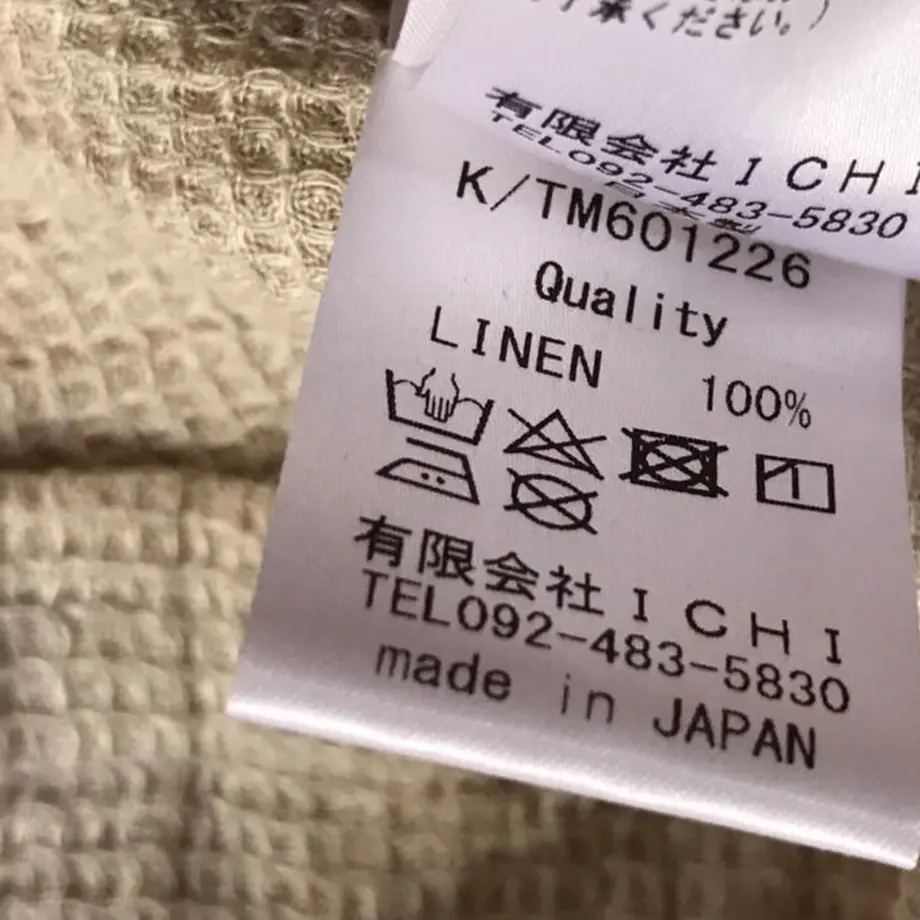 承ください。)
有限会社ICHI
TEL092-483-5830
K/TM601226
Quality
LINEN 100%
有限会社ICHI
TEL092-483-5830
made in JAPAN